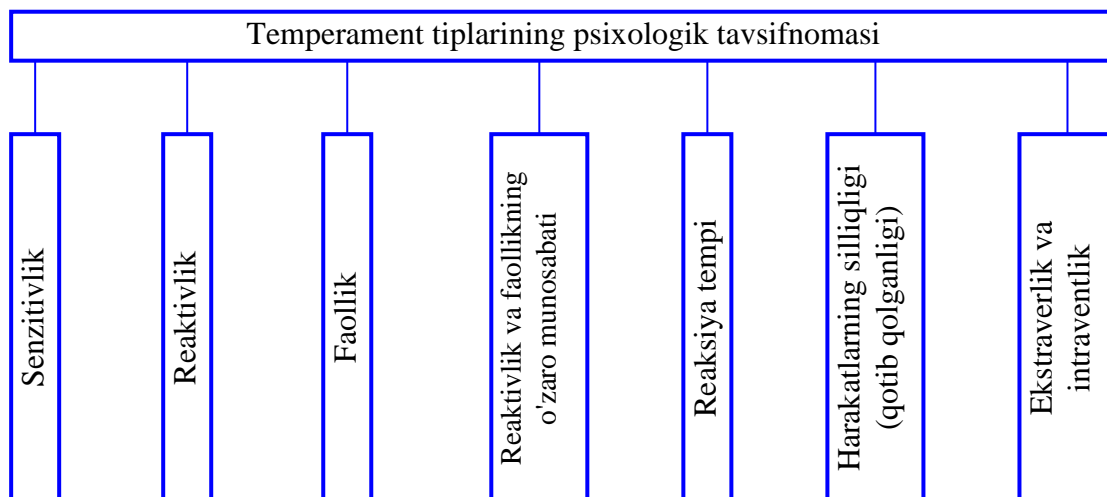 Temperament tiplarining psixologik tavsifnomasi
Senzitivlik
Reaktivlik
Faollik
Reaktivlik va faollikning
o'zaro munosabati
Reaksiya tempi
Harakatlarning silliqligi
(qotib qolganligi)
Ekstraverlik va
intraventlik